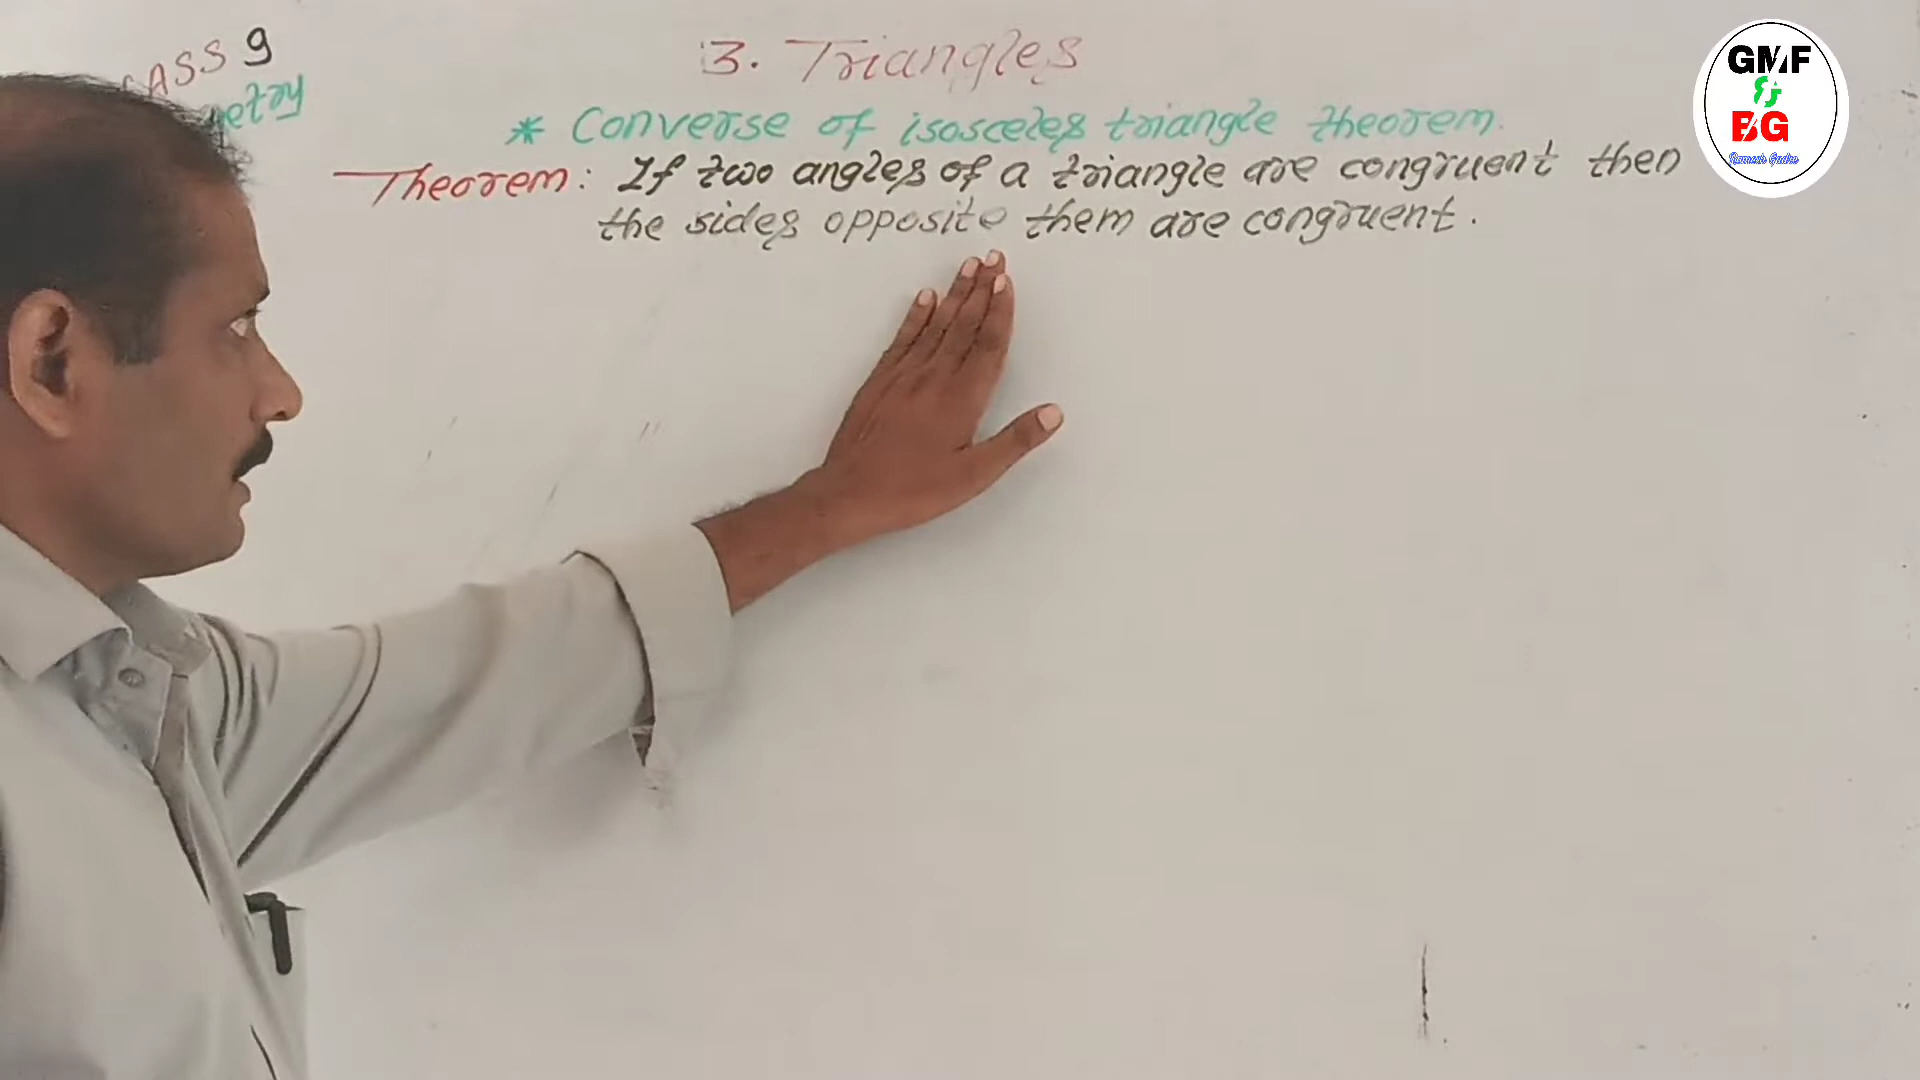 CLASS 9
3. Triangles
* Converse of isosceles triangle theorem.
Theorem: If two angles of a triangle are congruent then
the sides opposite them are congruent.
GMF
&
BG